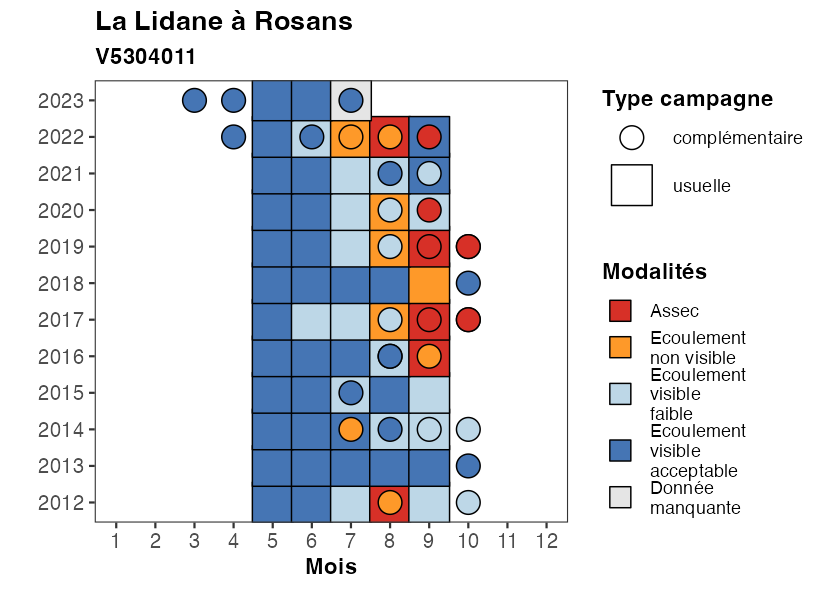 La Lidane à Rosans
V5304011
2023
2022
2021
2020
2019
2018
2017
2016
2015
2014
2013
2012
1 2 3 4 5 6 7 8 9 10 11 12
Mois
Type campagne
complémentaire
usuelle
Modalités
Assec
Ecoulement
non visible
Ecoulement
visible
faible
Ecoulement
visible
acceptable
Donnée
manquante